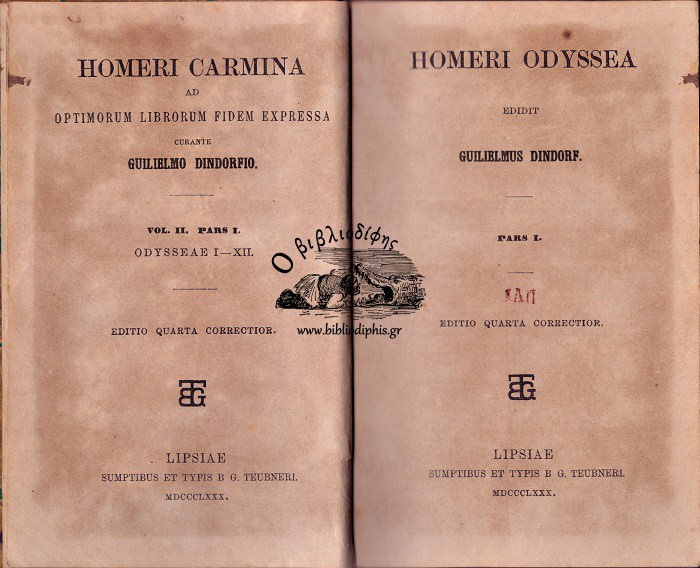 HOMERI CARMINA
AD
OPTIMORUM LIBRORUM FIDEM EXPRESSA
CURANTE
GUILIELMO DINDORFIO.
VOL. II. PARS I.
ODYSSEAE I—XII.
EDITIO QUARTA CORRECTIOR.
BTG
LIPSIAE
SUMPTIBUS ET TYPIS B G. TEUBNERI.
MDCCCLXXX.
Ο βιβλιοδίφης
www.bibliodiphis.gr
HOMERI ODYSSEA
EDIDIT
GUILIELMUS DINDORF.
PARS I.
EDITIO QUARTA CORRECTIOR.
BTG
LIPSIAE
SUMPTIBUS ET TYPIS B G. TEUBNERI.
MDCCCLXXX.